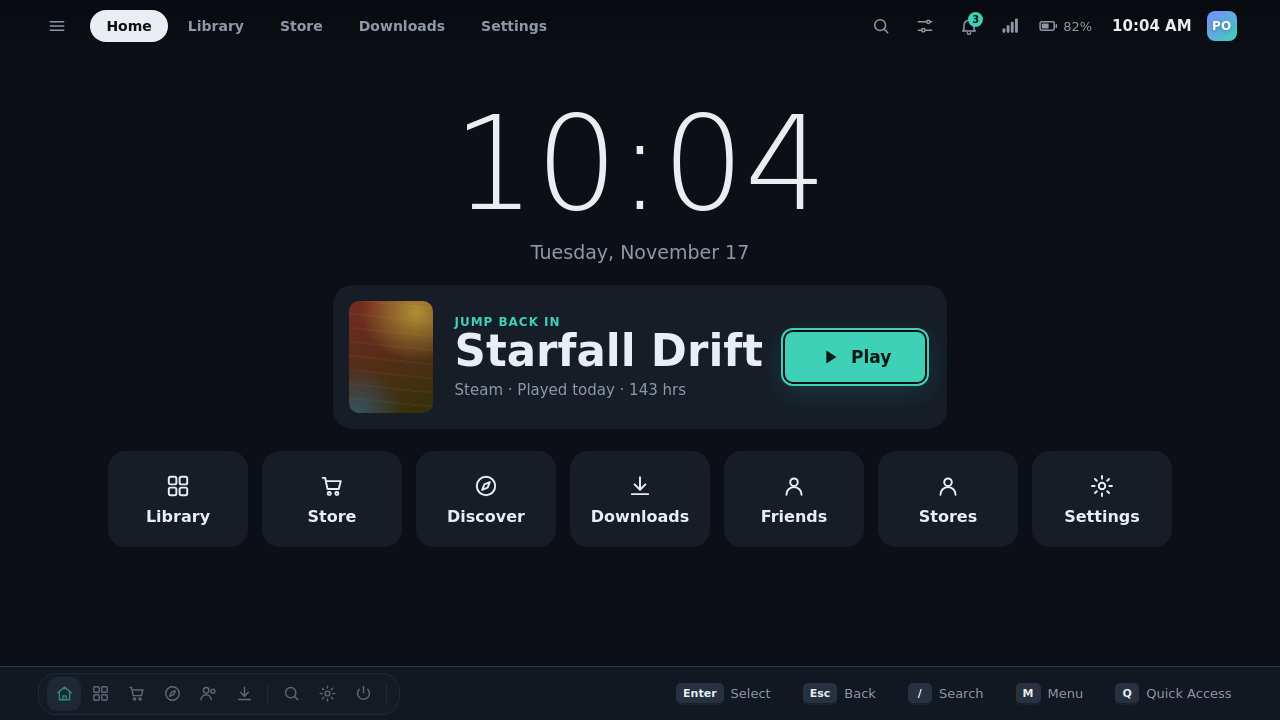 Home Library Store Downloads Settings 3 82% 10:04 AM PO
10:04
Tuesday, November 17
JUMP BACK IN
Starfall Drift
Steam · Played today · 143 hrs
Play
Library Store Discover Downloads Friends Stores Settings
Enter Select Esc Back / Search M Menu Q Quick Access